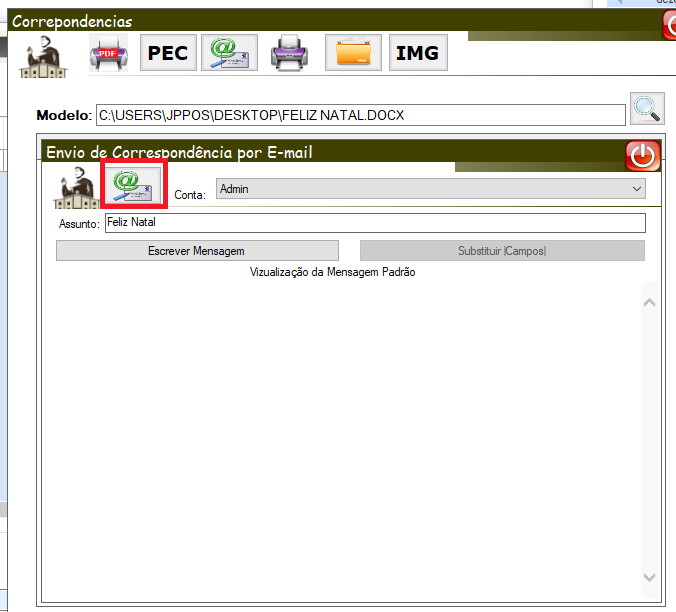 Correpondencias
PDF PEC @ IMG
Modelo: C:\USERS\JPPOS\DESKTOP\FELIZ NATAL.DOCX
Envio de Correspondência por E-mail
@ Conta: Admin
Assunto: Feliz Natal
Escrever Mensagem Substituir |Campos|
Vizualização da Mensagem Padrão